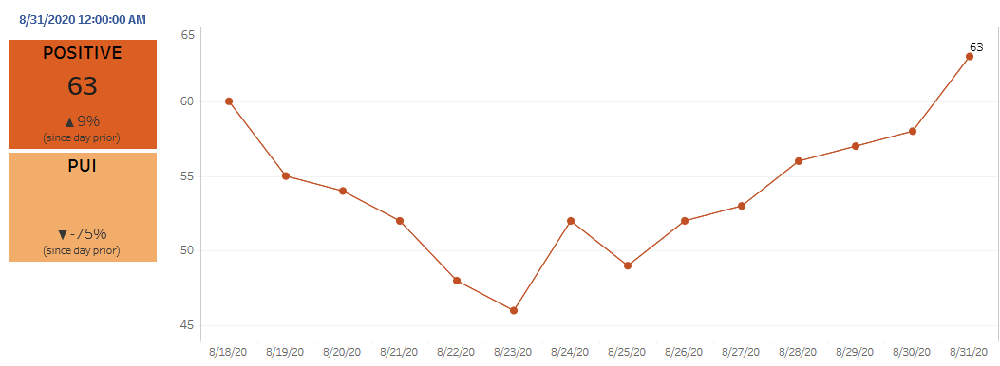 8/31/2020 12:00:00 AM
POSITIVE
63
▲9%
(since day prior)
PUI
▼-75%
(since day prior)
65
60
55
50
45
63
8/18/20 8/19/20 8/20/20 8/21/20 8/22/20 8/23/20 8/24/20 8/25/20 8/26/20 8/27/20 8/28/20 8/29/20 8/30/20 8/31/20